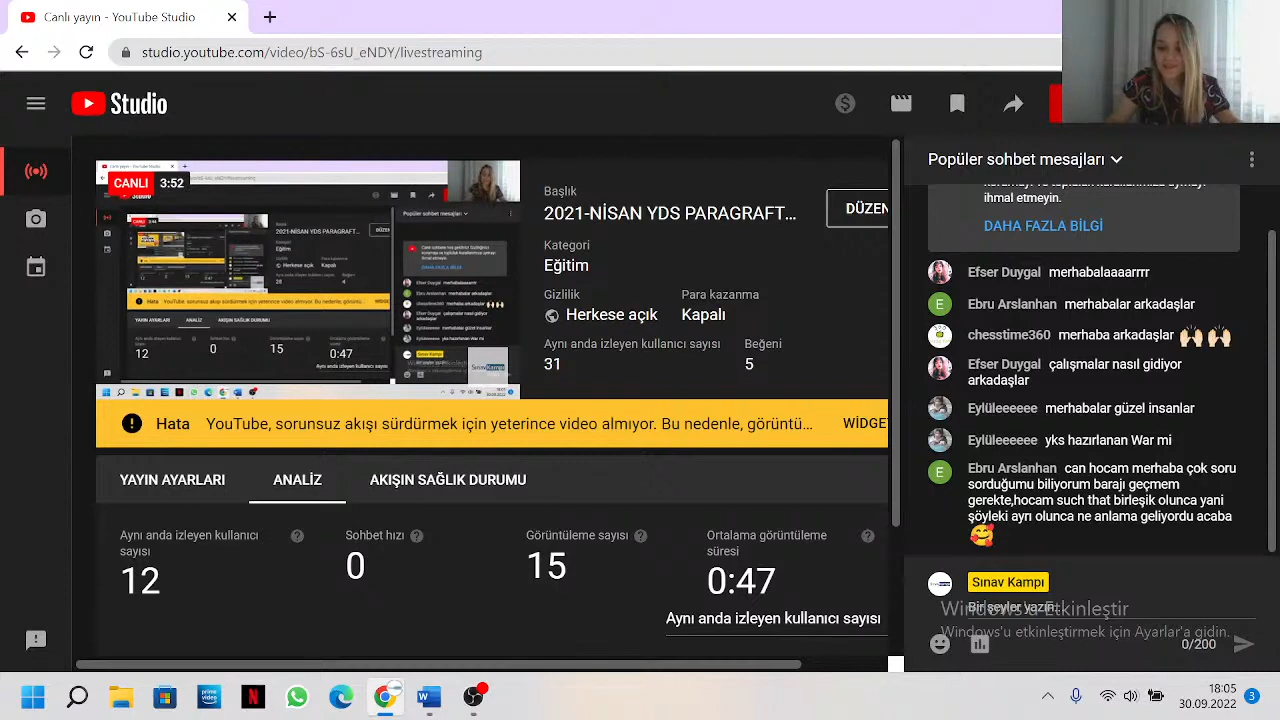 Canlı yayın - YouTube Studio
studio.youtube.com/video/bS-6sU_eNDY/livestreaming
Studio
CANLI 3:52
Başlık
2021-NİSAN YDS PARAGRAFT...
DÜZEN
Kategori
Eğitim
Gizlilik
Para kazanma
Herkese açık
Kapalı
Aynı anda izleyen kullanıcı sayısı
Beğeni
31
5
Hata YouTube, sorunsuz akışı sürdürmek için yeterince video almıyor. Bu nedenle, görüntü...
WİDGE
YAYIN AYARLARI
ANALİZ
AKIŞIN SAĞLIK DURUMU
Aynı anda izleyen kullanıcı
sayısı
12
Sohbet hızı
0
Görüntüleme sayısı
15
Ortalama görüntüleme
süresi
0:47
Aynı anda izleyen kullanıcı sayısı
Popüler sohbet mesajları
ihmal etmeyin.
DAHA FAZLA BİLGİ
Efser Duygal merhabaaarrrr
Ebru Arslanhan merhabalar arkadaşlar
chesstime360 merhaba arkadaşlar
Efser Duygal çalışmalar nasıl gidiyor
arkadaşlar
Eylüleeeeee merhabalar güzel insanlar
Eylüleeeeee yks hazırlanan War mi
Ebru Arslanhan can hocam merhaba çok soru
sorduğumu biliyorum barajı geçmem
gerekte,hocam such that birleşik olunca yani
şöyleki ayrı olunca ne anlama geliyordu acaba
Sınav Kampı
Bir şeyler yazın...
Windows'u Etkinleştir
Windows'u etkinleştirmek için Ayarlar'a gidin.
0/200
18:05
30.09.2022
3